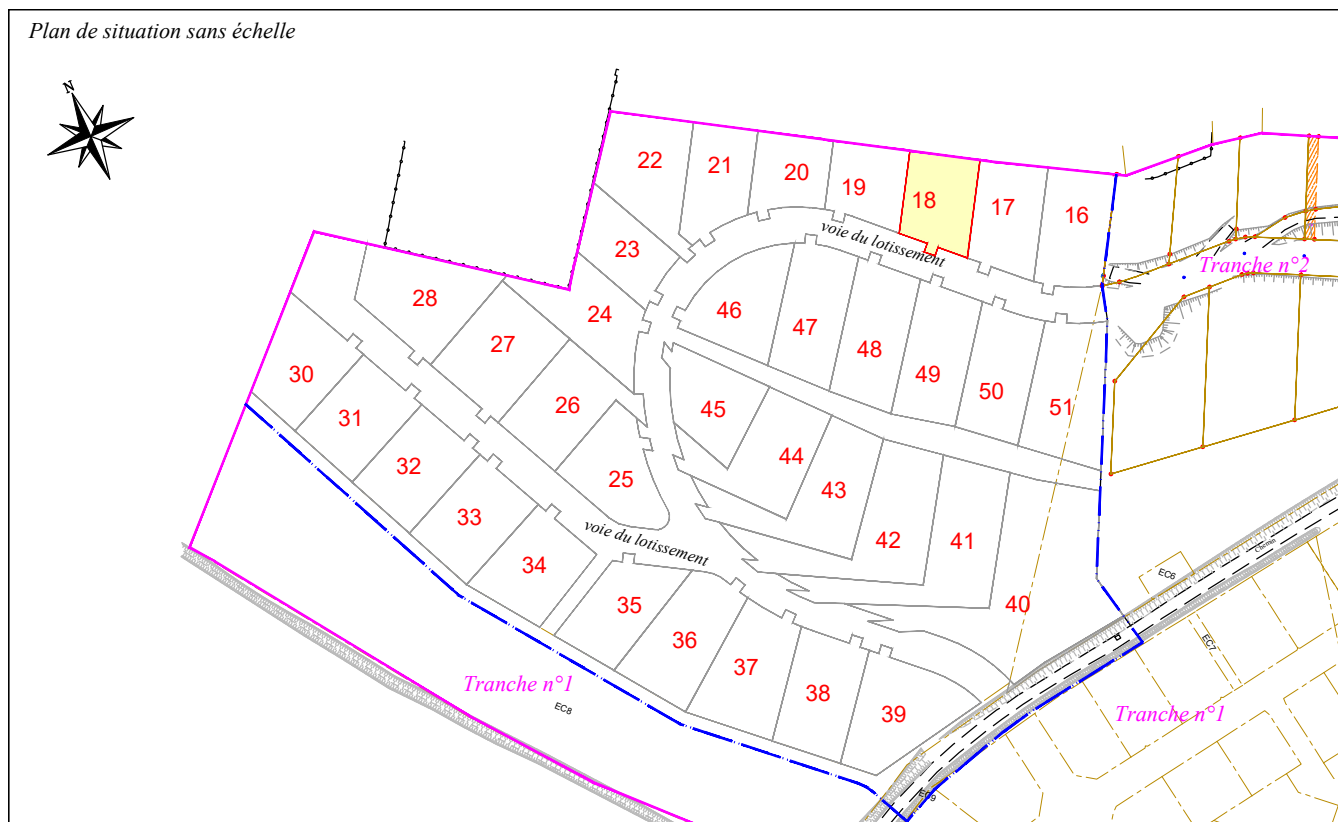 Plan de situation sans échelle
N
22
21
20
19
18
17
16
voie du lotissement
23
Tranche n°2
28
24
46
27
47
48
49
50
51
30
31
26
45
32
44
25
43
33
42
41
voie du lotissement
34
Chemin
EC6
35
40
EC7
36
37
38
39
Tranche n°1
EC8
Tranche n°1
EC9